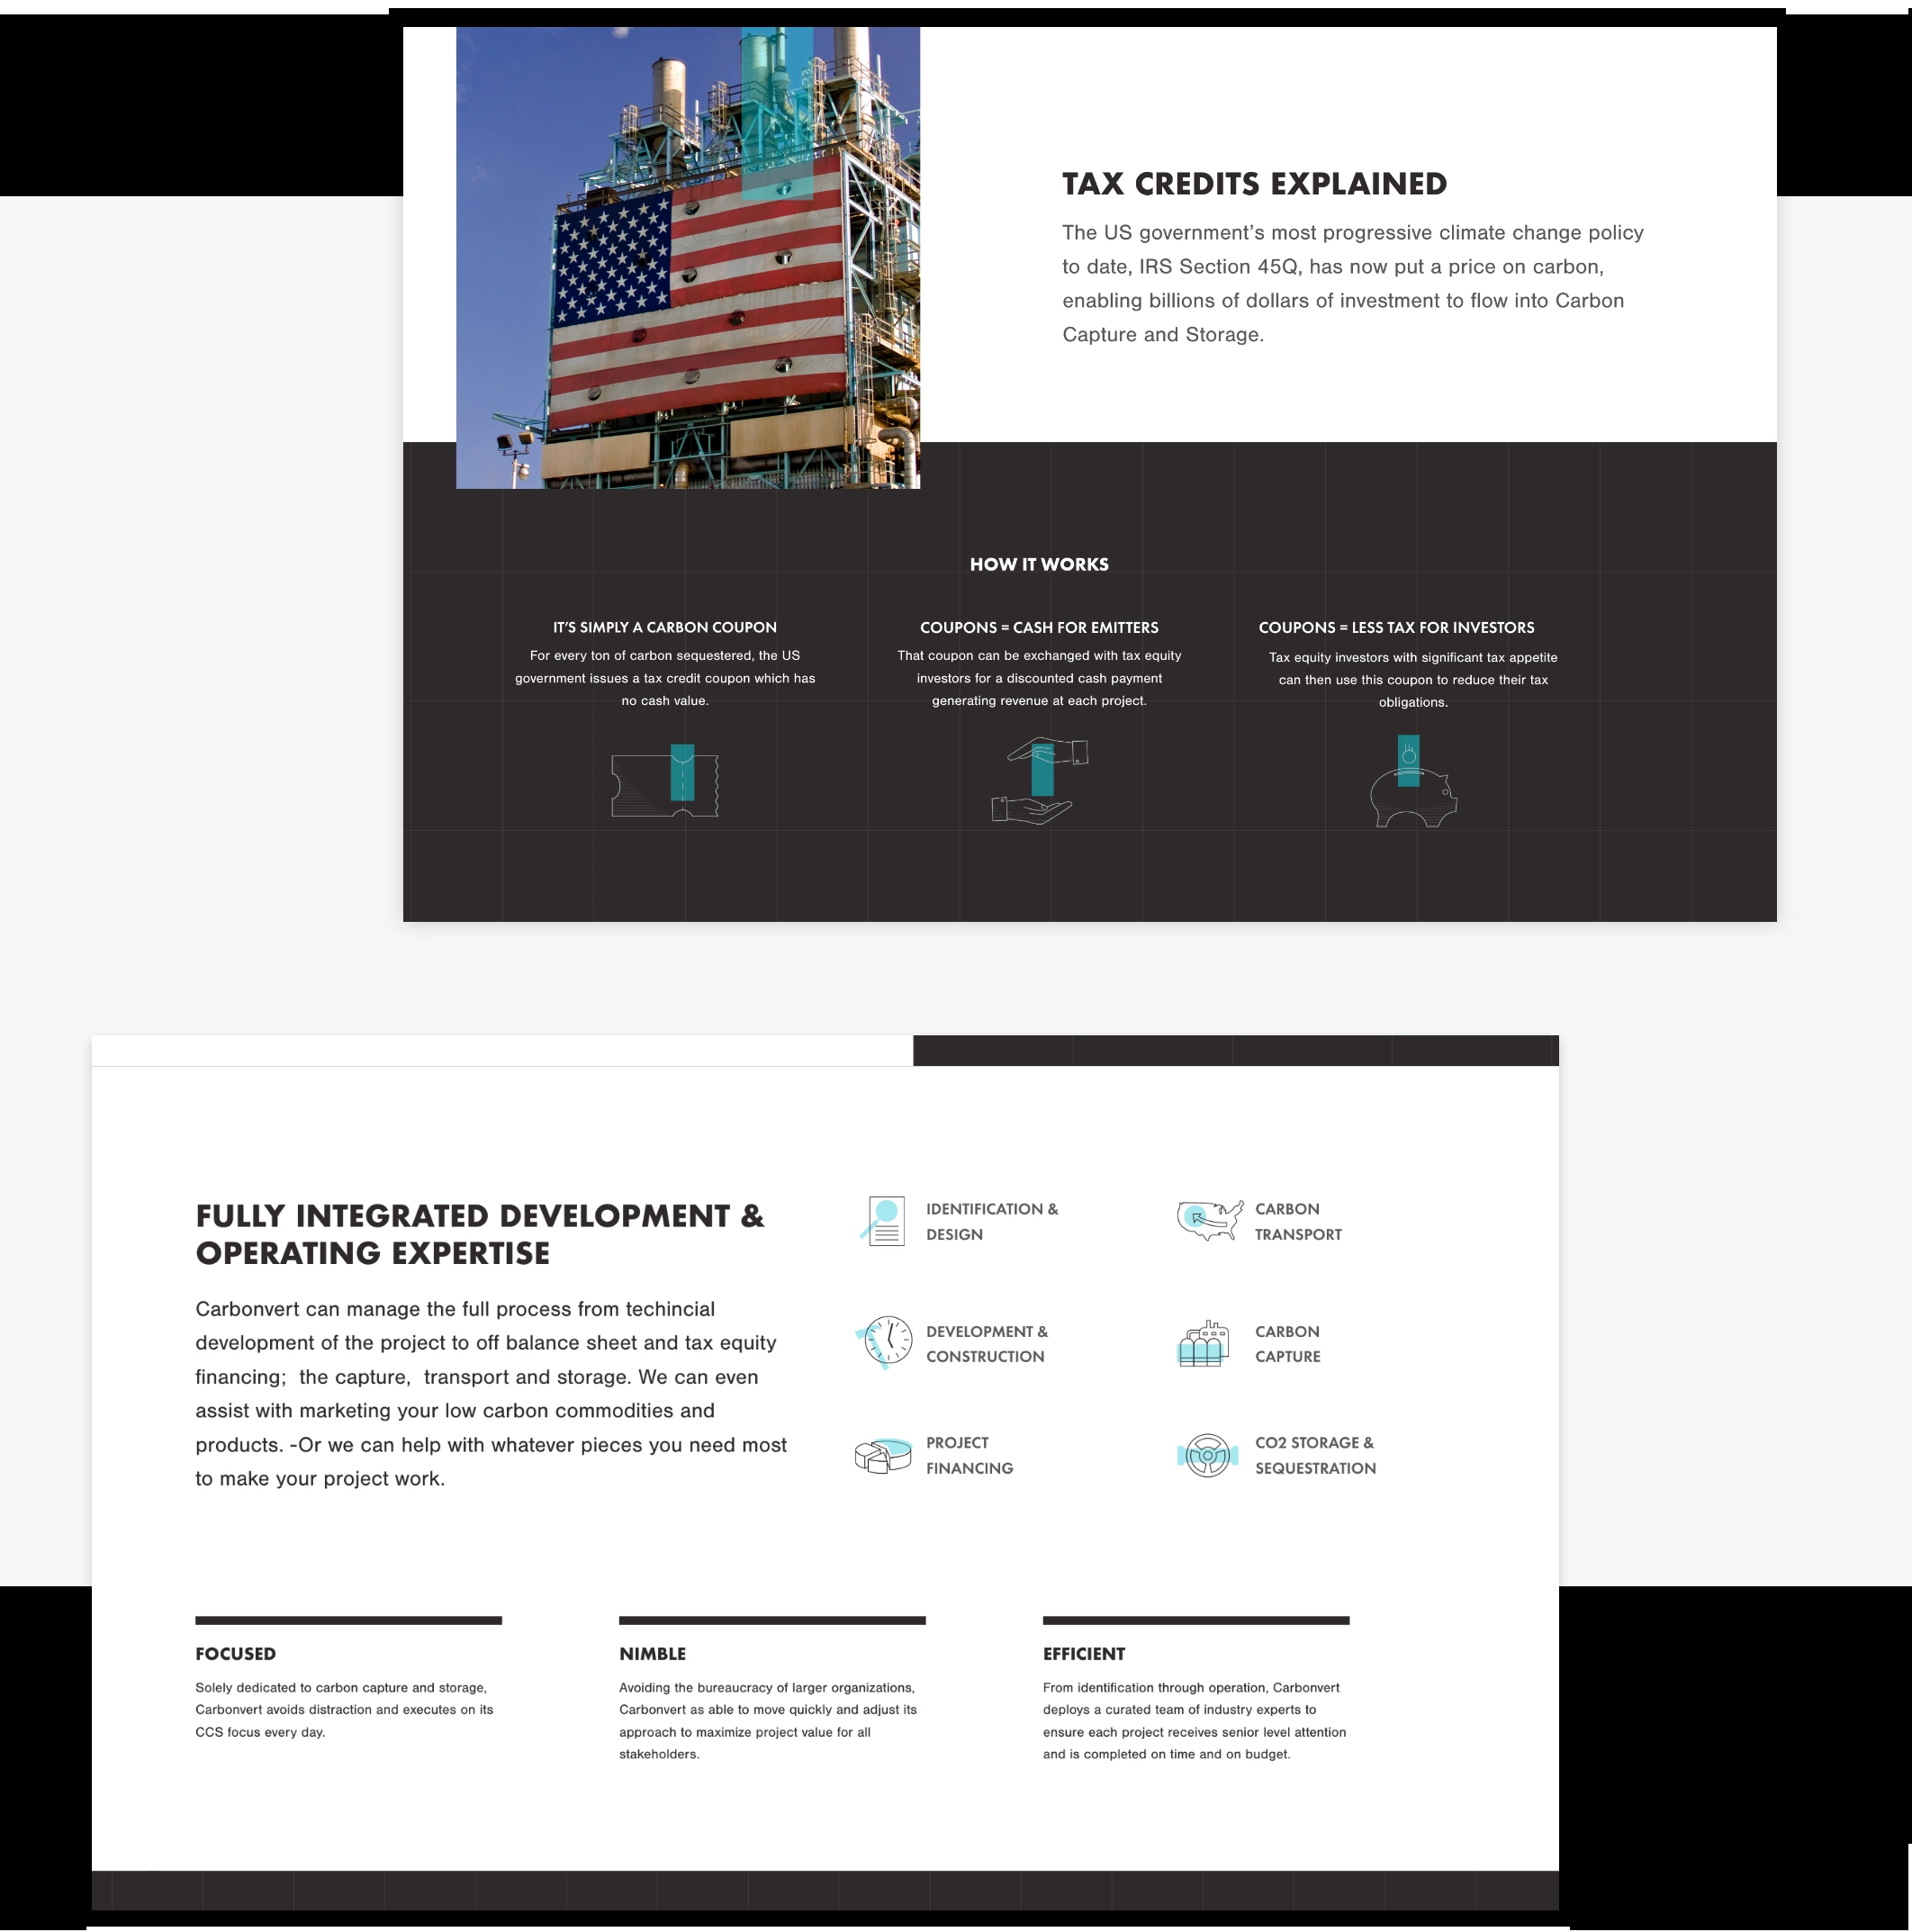 TAX CREDITS EXPLAINED
The US government’s most progressive climate change policy
to date, IRS Section 45Q, has now put a price on carbon,
enabling billions of dollars of investment to flow into Carbon
Capture and Storage.
HOW IT WORKS
IT’S SIMPLY A CARBON COUPON
For every ton of carbon sequestered, the US
government issues a tax credit coupon which has
no cash value.
COUPONS = CASH FOR EMITTERS
That coupon can be exchanged with tax equity
investors for a discounted cash payment
generating revenue at each project.
COUPONS = LESS TAX FOR INVESTORS
Tax equity investors with significant tax appetite
can then use this coupon to reduce their tax
obligations.
FULLY INTEGRATED DEVELOPMENT &
OPERATING EXPERTISE
Carbonvert can manage the full process from techincial
development of the project to off balance sheet and tax equity
financing;  the capture,  transport and storage. We can even
assist with marketing your low carbon commodities and
products. -Or we can help with whatever pieces you need most
to make your project work.
IDENTIFICATION &
DESIGN
CARBON
TRANSPORT
DEVELOPMENT &
CONSTRUCTION
CARBON
CAPTURE
PROJECT
FINANCING
CO2 STORAGE &
SEQUESTRATION
FOCUSED
Solely dedicated to carbon capture and storage,
Carbonvert avoids distraction and executes on its
CCS focus every day.
NIMBLE
Avoiding the bureaucracy of larger organizations,
Carbonvert as able to move quickly and adjust its
approach to maximize project value for all
stakeholders.
EFFICIENT
From identification through operation, Carbonvert
deploys a curated team of industry experts to
ensure each project receives senior level attention
and is completed on time and on budget.